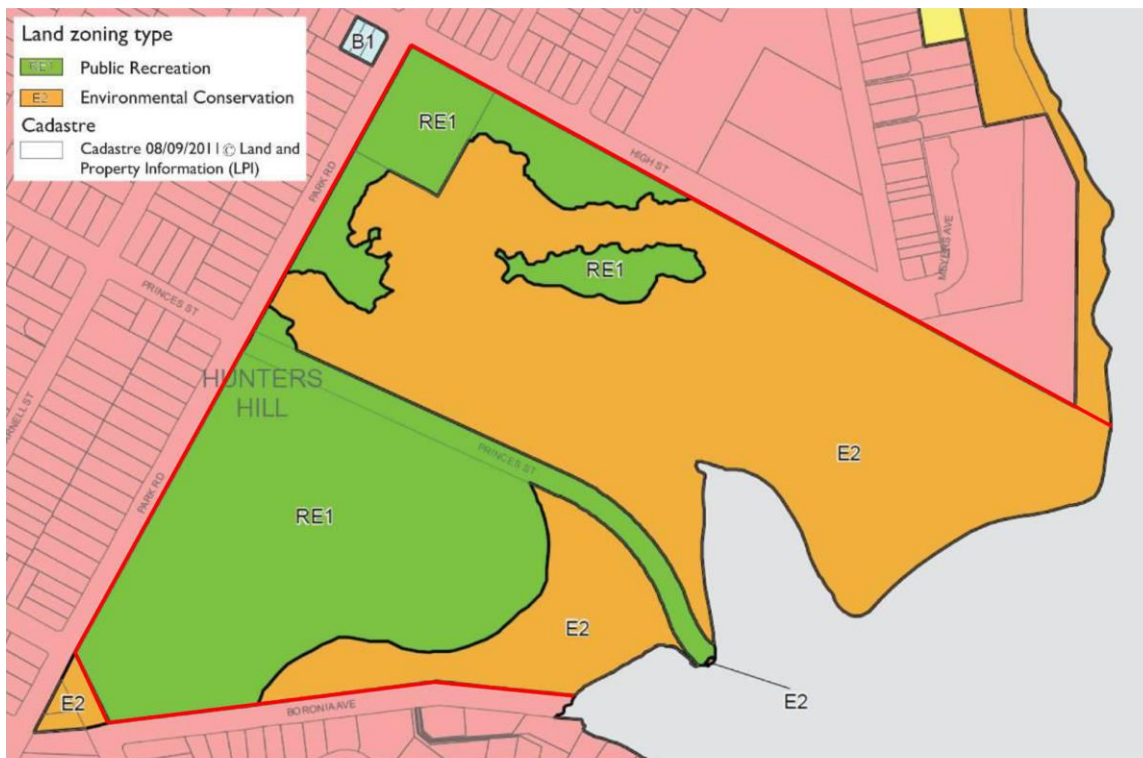 Land zoning type
RE1 Public Recreation
E2 Environmental Conservation
Cadastre
Cadastre 08/09/2011 © Land and
Property Information (LPI)
B1
RE1
HIGH ST
PARK RD
RE1
MEYERS AVE
PRINCES ST
HUNTERS
HILL
E2
PRINCES ST
PARK RD
RE1
E2
E2
E2
BORONIA AVE